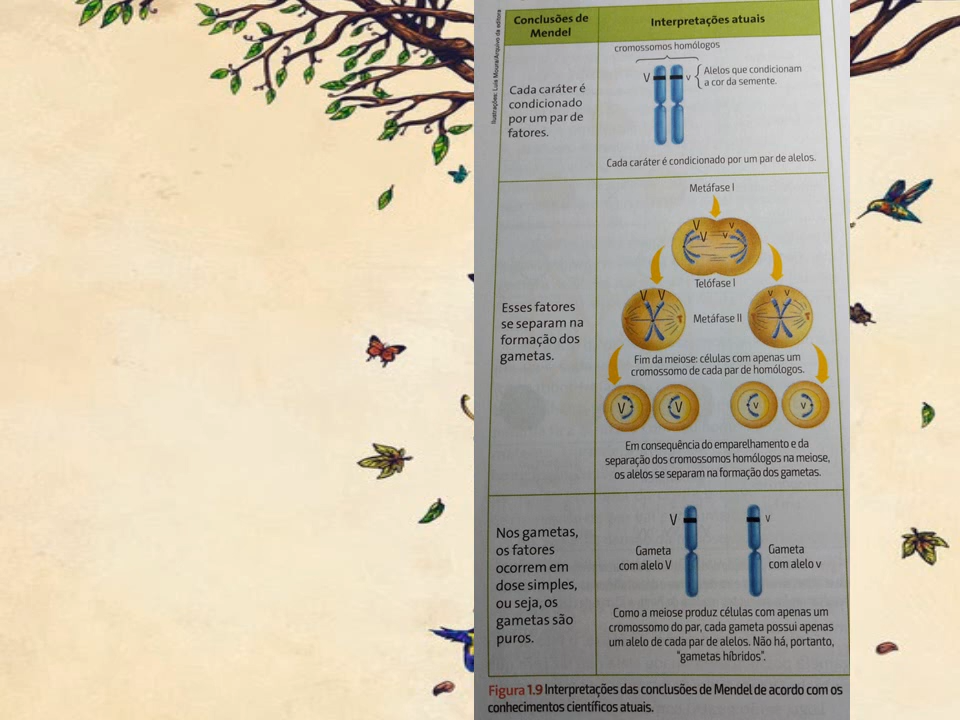 Ilustrações: Luis Moura/Arquivo da editora
Conclusões de
Mendel
Interpretações atuais
Cada caráter é
condicionado
por um par de
fatores.
cromossomos homólogos
V
v
Alelos que condicionam
a cor da semente.
Cada caráter é condicionado por um par de alelos.
Esses fatores
se separam na
formação dos
gametas.
Metáfase I
V
V
v
v
Telófase I
V V
v v
Metáfase II
Fim da meiose: células com apenas um
cromossomo de cada par de homólogos.
V
V
v
v
Em consequência do emparelhamento e da
separação dos cromossomos homólogos na meiose,
os alelos se separam na formação dos gametas.
Nos gametas,
os fatores
ocorrem em
dose simples,
ou seja, os
gametas são
puros.
V
v
Gameta
com alelo V
Gameta
com alelo v
Como a meiose produz células com apenas um
cromossomo do par, cada gameta possui apenas
um alelo de cada par de alelos. Não há, portanto,
"gametas híbridos".
Figura 1.9 Interpretações das conclusões de Mendel de acordo com os
conhecimentos científicos atuais.